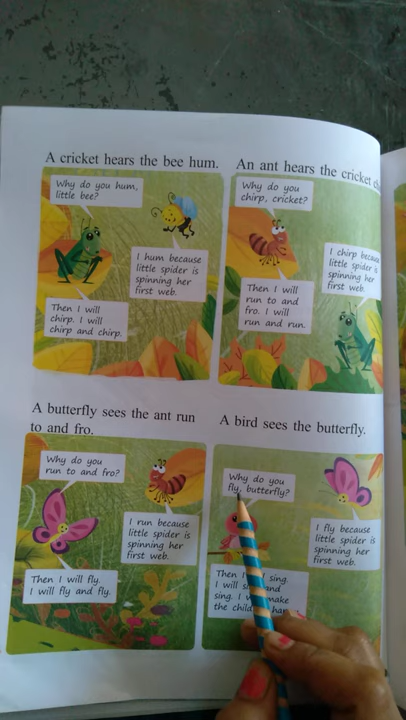 A cricket hears the bee hum.
Why do you hum,
little bee?
I hum because
little spider is
spinning her
first web.
Then I will
chirp. I will
chirp and chirp.
An ant hears the cricket
Why do you
chirp, cricket?
I chirp because
little spider is
spinning her
first web.
Then I will
run to and
fro. I will
run and run.
A butterfly sees the ant run
to and fro.
Why do you
run to and fro?
I run because
little spider is
spinning her
first web.
Then I will fly.
I will fly and fly.
A bird sees the butterfly.
Why do you
fly, butterfly?
I fly because
little spider is
spinning her
first web.
Then I sing.
I will and
sing. I make
the